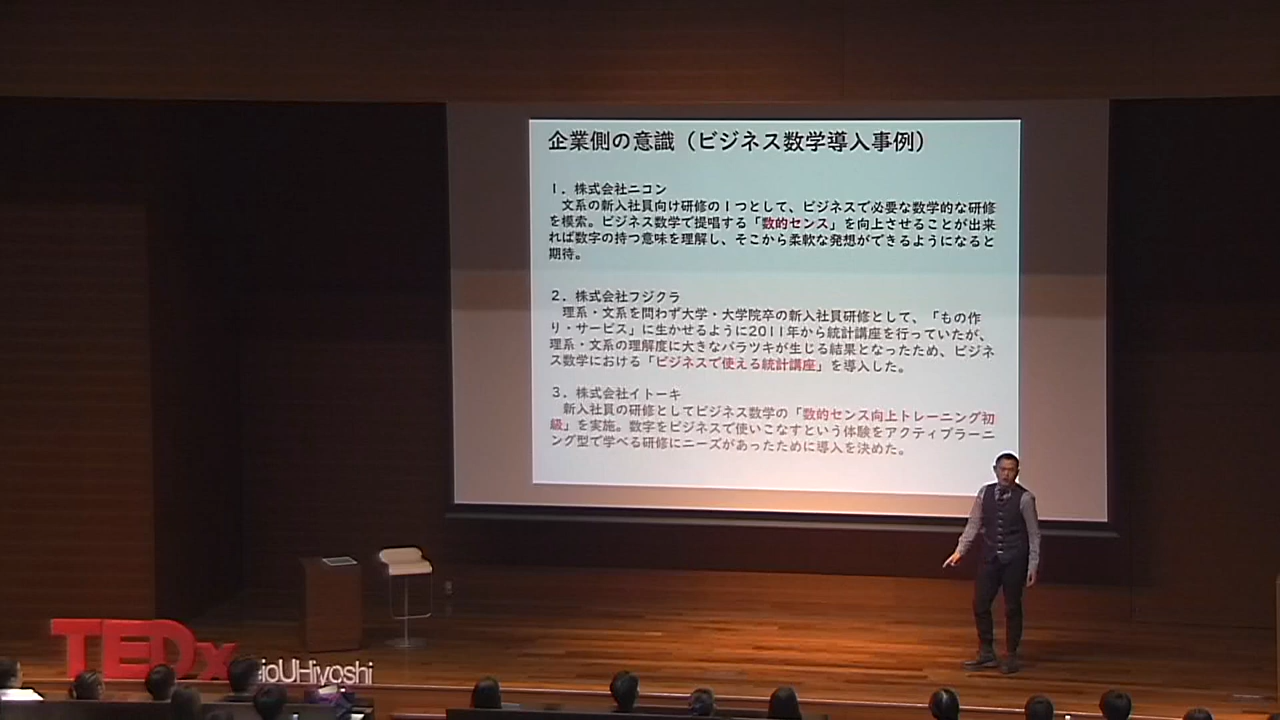 企業側の意識（ビジネス数学導入事例）
１．株式会社ニコン
文系の新入社員向け研修の１つとして、ビジネスで必要な数学的な研修
を模索。ビジネス数学で提唱する「数的センス」を向上させることが出来
れば数字の持つ意味を理解し、そこから柔軟な発想ができるようになると
期待。
２．株式会社フジクラ
理系・文系を問わず大学・大学院卒の新入社員研修として、「もの作
り・サービス」に生かせるように2011年から統計講座を行っていたが、
理系・文系の理解度に大きなバラツキが生じる結果となったため、ビジネ
ス数学における「ビジネスで使える統計講座」を導入した。
３．株式会社イトーキ
新入社員の研修としてビジネス数学の「数的センス向上トレーニング初
級」を実施。数字をビジネスで使いこなすという体験をアクティブラーニ
ング型で学べる研修にニーズがあったために導入を決めた。
TEDx
eioUHiyoshi